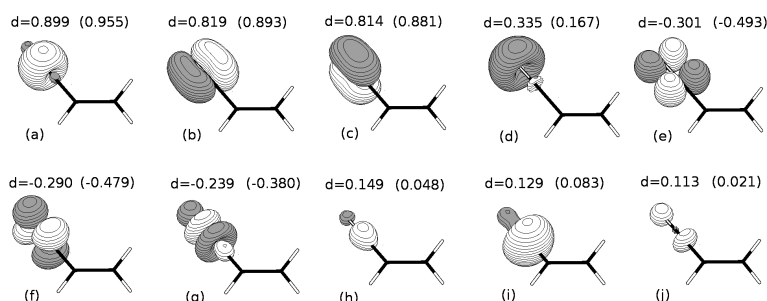 d=0.899 (0.955) d=0.819 (0.893) d=0.814 (0.881) d=0.335 (0.167) d=-0.301 (-0.493)
(a) (b) (c) (d) (e)
d=-0.290 (-0.479) d=-0.239 (-0.380) d=0.149 (0.048) d=0.129 (0.083) d=0.113 (0.021)
(f) (g) (h) (i) (j)